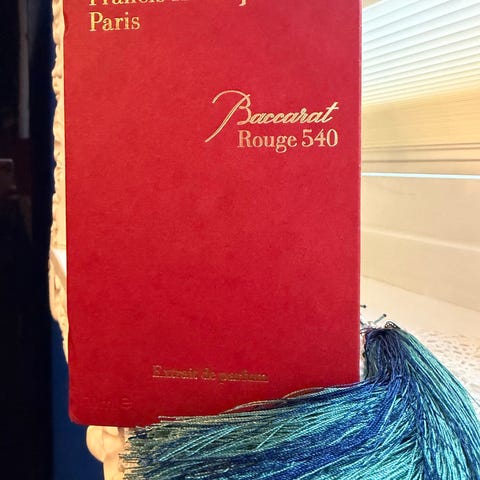 Paris
Baccarat
Rouge 540
Extrait de parfum